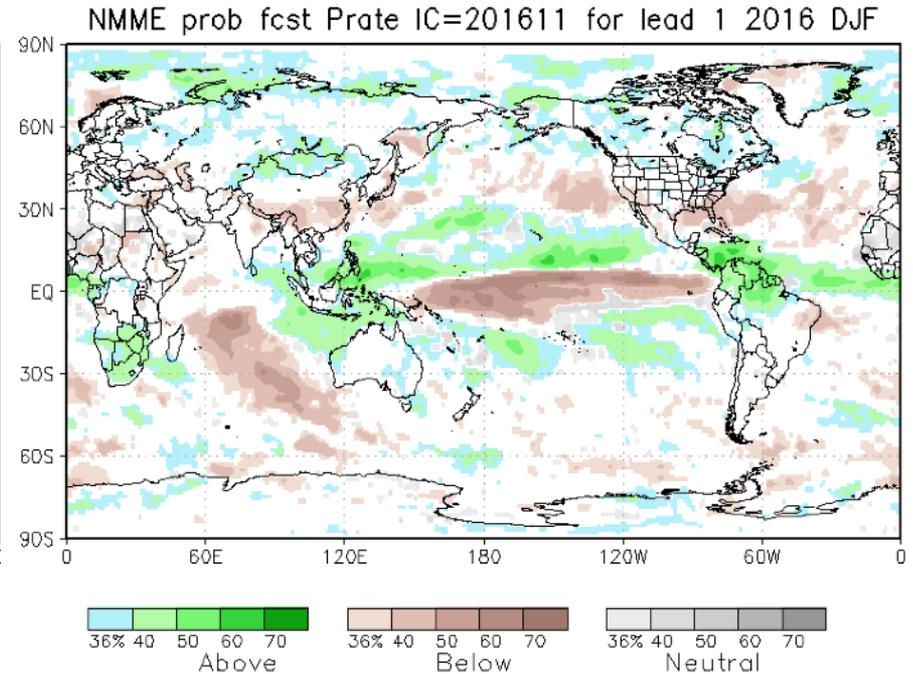 NMME prob fcst Prate IC=201611 for lead 1 2016 DJF
90N
60N
30N
EQ
30S
60S
90S
0 60E 120E 180 120W 60W 0
36% 40 50 60 70 36% 40 50 60 70 36% 40 50 60 70
Above Below Neutral